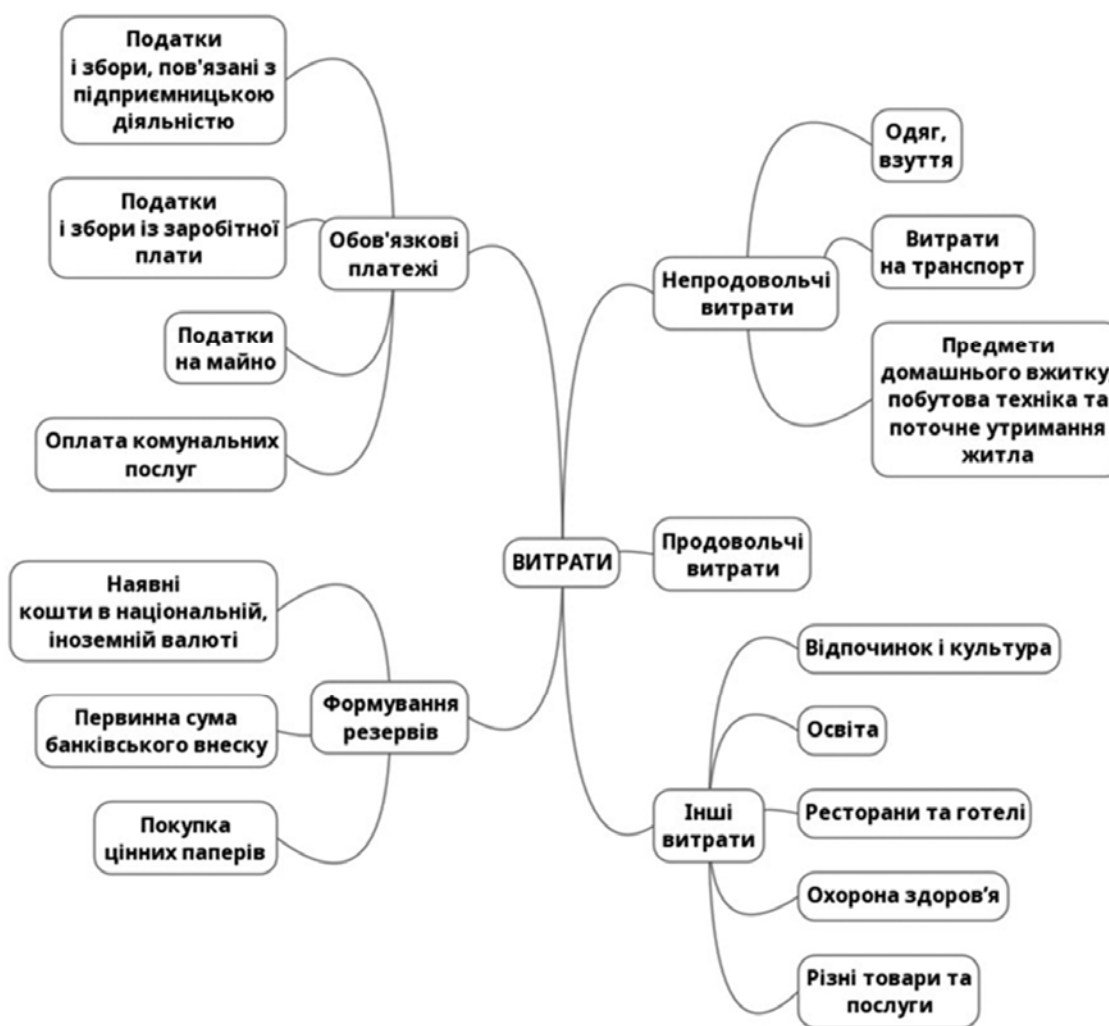 Податки
і збори, пов'язані з
підприємницькою
діяльністю
Податки
і збори із заробітної
плати
Обов'язкові
платежі
Податки
на майно
Оплата комунальних
послуг
Наявні
кошти в національній,
іноземній валюті
Первинна сума
банківського внеску
Формування
резервів
Покупка
цінних паперів
ВИТРАТИ
Одяг,
взуття
Непродовольчі
витрати
Витрати
на транспорт
Предмети
домашнього вжитку
побутова техніка та
поточне утримання
житла
Продовольчі
витрати
Відпочинок і культура
Освіта
Інші
витрати
Ресторани та готелі
Охорона здоров’я
Різні товари та
послуги